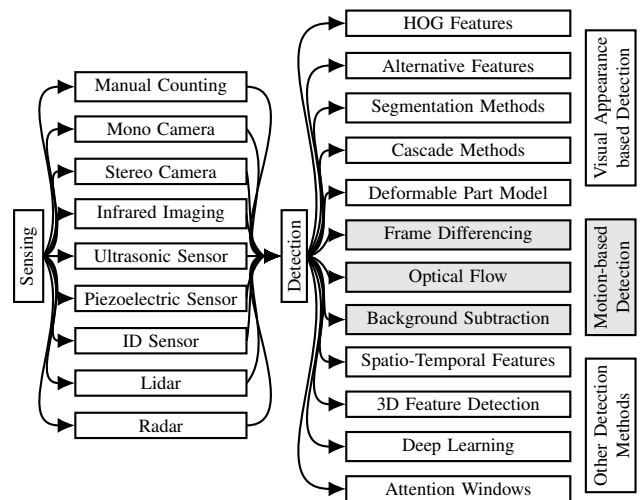 Sensing
Manual Counting
Mono Camera
Stereo Camera
Infrared Imaging
Ultrasonic Sensor
Piezoelectric Sensor
ID Sensor
Lidar
Radar
Detection
HOG Features
Alternative Features
Segmentation Methods
Cascade Methods
Deformable Part Model
Frame Differencing
Optical Flow
Background Subtraction
Spatio-Temporal Features
3D Feature Detection
Deep Learning
Attention Windows
Visual Appearance
based Detection
Motion-based
Detection
Other Detection
Methods